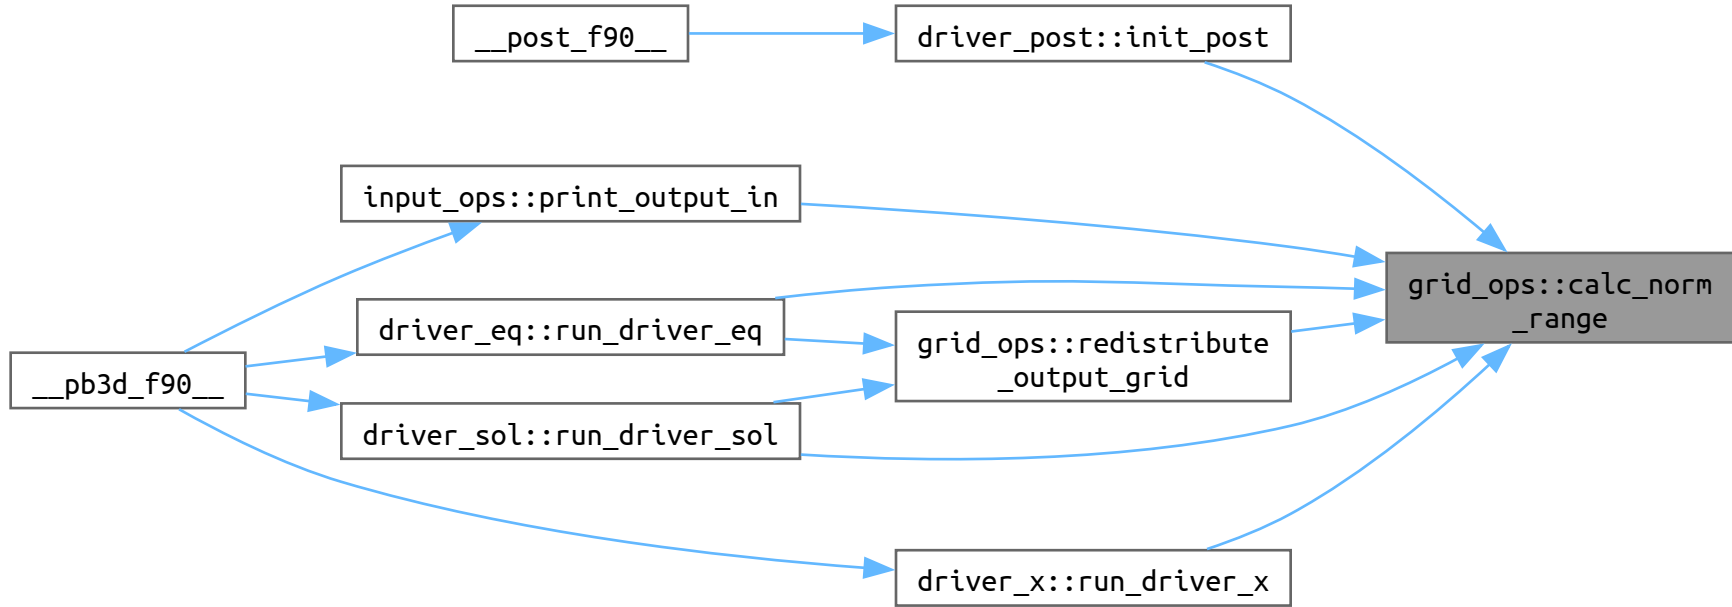 __post_f90__
driver_post::init_post
input_ops::print_output_in
grid_ops::calc_norm
_range
driver_eq::run_driver_eq
grid_ops::redistribute
_output_grid
__pb3d_f90__
driver_sol::run_driver_sol
driver_x::run_driver_x